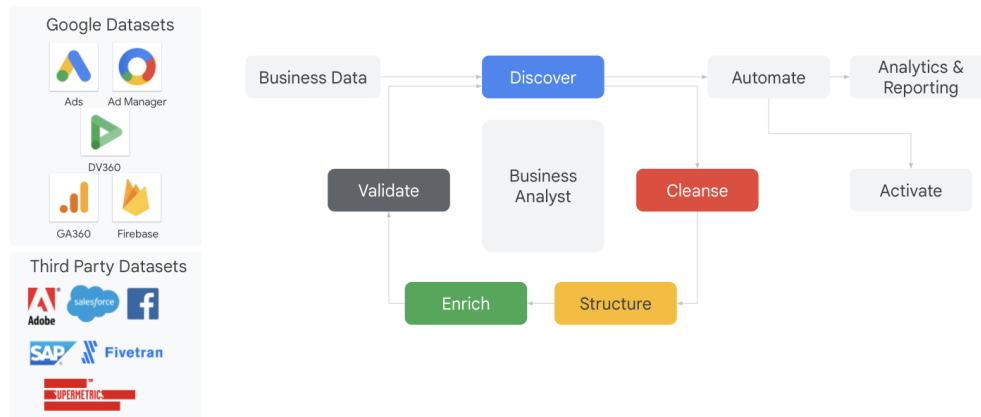 Google Datasets
Ads
Ad Manager
DV360
GA360
Firebase
Third Party Datasets
Adobe
salesforce
SAP
Fivetran
SUPERMETRICS™
Business Data
Discover
Automate
Analytics &
Reporting
Business
Analyst
Validate
Cleanse
Activate
Enrich
Structure